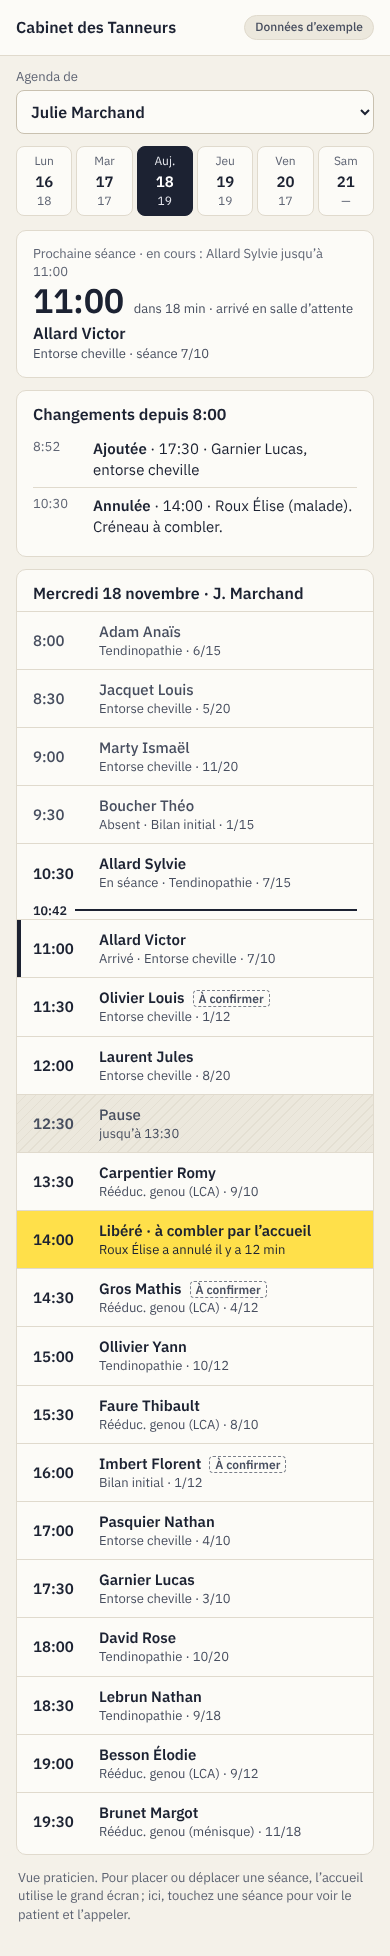 Cabinet des Tanneurs
Données d’exemple
Agenda de
Julie Marchand
Lun Mar Auj. Jeu Ven Sam
16 17 18 19 20 21
18 17 19 19 17 —
Prochaine séance · en cours : Allard Sylvie jusqu’à
11:00
11:00 dans 18 min · arrivé en salle d’attente
Allard Victor
Entorse cheville · séance 7/10
Changements depuis 8:00
8:52 Ajoutée · 17:30 · Garnier Lucas,
entorse cheville
10:30 Annulée · 14:00 · Roux Élise (malade).
Créneau à combler.
Mercredi 18 novembre · J. Marchand
8:00 Adam Anaïs
Tendinopathie · 6/15
8:30 Jacquet Louis
Entorse cheville · 5/20
9:00 Marty Ismaël
Entorse cheville · 11/20
9:30 Boucher Théo
Absent · Bilan initial · 1/15
10:30 Allard Sylvie
En séance · Tendinopathie · 7/15
10:42
11:00 Allard Victor
Arrivé · Entorse cheville · 7/10
11:30 Olivier Louis À confirmer
Entorse cheville · 1/12
12:00 Laurent Jules
Entorse cheville · 8/20
12:30 Pause
jusqu’à 13:30
13:30 Carpentier Romy
Rééduc. genou (LCA) · 9/10
14:00 Libéré · à combler par l’accueil
Roux Élise a annulé il y a 12 min
14:30 Gros Mathis À confirmer
Rééduc. genou (LCA) · 4/12
15:00 Ollivier Yann
Tendinopathie · 10/12
15:30 Faure Thibault
Rééduc. genou (LCA) · 8/10
16:00 Imbert Florent À confirmer
Bilan initial · 1/12
17:00 Pasquier Nathan
Entorse cheville · 4/10
17:30 Garnier Lucas
Entorse cheville · 3/10
18:00 David Rose
Tendinopathie · 10/20
18:30 Lebrun Nathan
Tendinopathie · 9/18
19:00 Besson Élodie
Rééduc. genou (LCA) · 9/12
19:30 Brunet Margot
Rééduc. genou (ménisque) · 11/18
Vue praticien. Pour placer ou déplacer une séance, l’accueil
utilise le grand écran ; ici, touchez une séance pour voir le
patient et l’appeler.